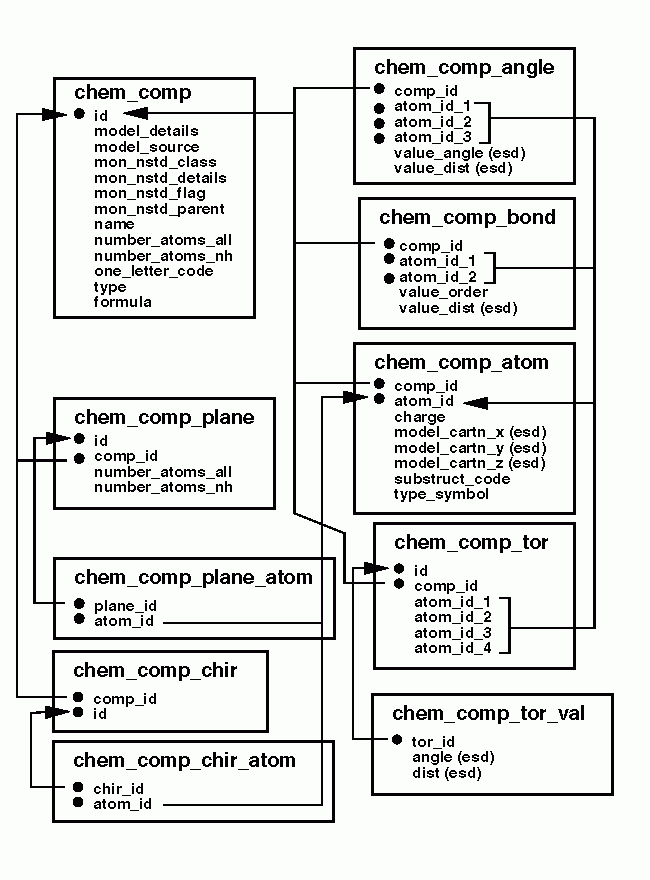 chem_comp
id
model_details
model_source
mon_nstd_class
mon_nstd_details
mon_nstd_flag
mon_nstd_parent
name
number_atoms_all
number_atoms_nh
one_letter_code
type
formula
chem_comp_plane
id
comp_id
number_atoms_all
number_atoms_nh
chem_comp_plane_atom
plane_id
atom_id
chem_comp_chir
comp_id
id
chem_comp_chir_atom
chir_id
atom_id
chem_comp_angle
comp_id
atom_id_1
atom_id_2
atom_id_3
value_angle (esd)
value_dist (esd)
chem_comp_bond
comp_id
atom_id_1
atom_id_2
value_order
value_dist (esd)
chem_comp_atom
comp_id
atom_id
charge
model_cartn_x (esd)
model_cartn_y (esd)
model_cartn_z (esd)
substruct_code
type_symbol
chem_comp_tor
id
comp_id
atom_id_1
atom_id_2
atom_id_3
atom_id_4
chem_comp_tor_val
tor_id
angle (esd)
dist (esd)